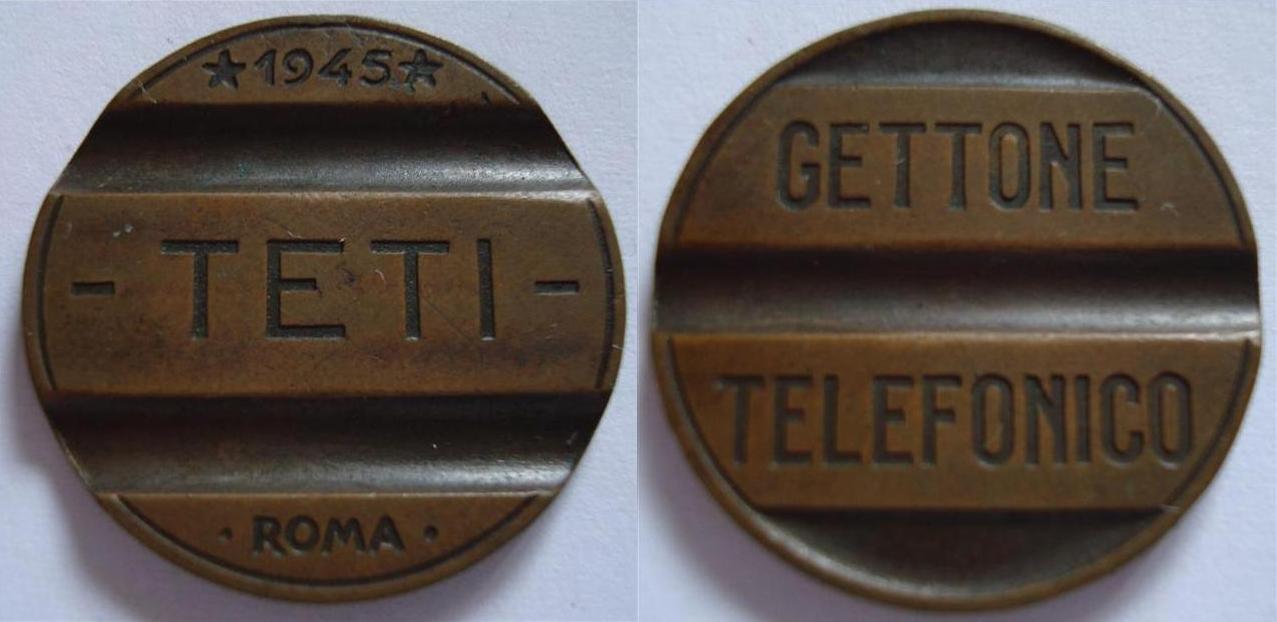 ★1945★
- TETI -
· ROMA ·
GETTONE
TELEFONICO